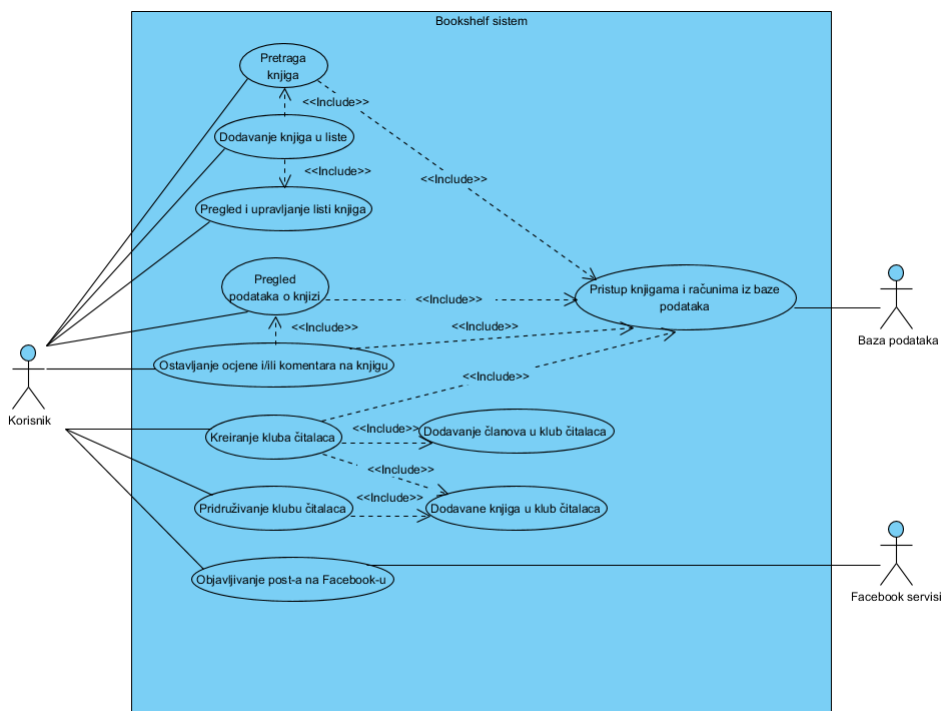 Bookshelf sistem
Pretraga
knjiga
<<Include>>
Dodavanje knjiga u liste
<<Include>>
<<Include>>
Pregled i upravljanje listi knjiga
Pregled
podataka o knjizi
<<Include>>
Pristup knjigama i računima iz baze
podataka
<<Include>>
<<Include>>
Baza podataka
Ostavljanje ocjene i/ili komentara na knjigu
<<Include>>
Korisnik
Kreiranje kluba čitalaca
<<Include>>
Dodavanje članova u klub čitalaca
<<Include>>
<<Include>>
Pridruživanje klubu čitalaca
Dodavane knjiga u klub čitalaca
Objavljivanje post-a na Facebook-u
Facebook servisi